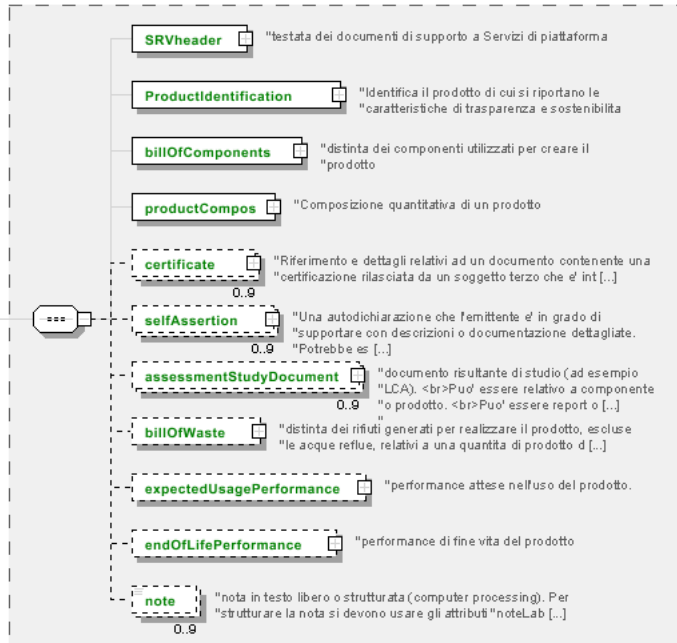 SRVheader
"testata dei documenti di supporto a Servizi di piattaforma
ProductIdentification
"Identifica il prodotto di cui si riportano le
"caratteristiche di trasparenza e sostenibilita
billOfComponents
"distinta dei componenti utilizzati per creare il
"prodotto
productCompos
"Composizione quantitativa di un prodotto
certificate
0..9
"Riferimento e dettagli relativi ad un documento contenente una
"certificazione rilasciata da un soggetto terzo che e' int [...]
selfAssertion
0..9
"Una autodichiarazione che l'emittente e' in grado di
"supportare con descrizioni o documentazione dettagliate.
"Potrebbe es [...]
assessmentStudyDocument
0..9
"documento risultante di studio (ad esempio
"LCA). <br>Puo' essere relativo a componente
"o prodotto. <br>Puo' essere report o [...]
"
billOfWaste
"distinta dei rifiuti generati per realizzare il prodotto, escluse
"le acque reflue, relativi a una quantita di prodotto d [...]
expectedUsagePerformance
"performance attese nell'uso del prodotto.
endOfLifePerformance
"performance di fine vita del prodotto
note
0..9
"nota in testo libero o strutturata (computer processing). Per
"strutturare la nota si devono usare gli attributi "noteLab [...]